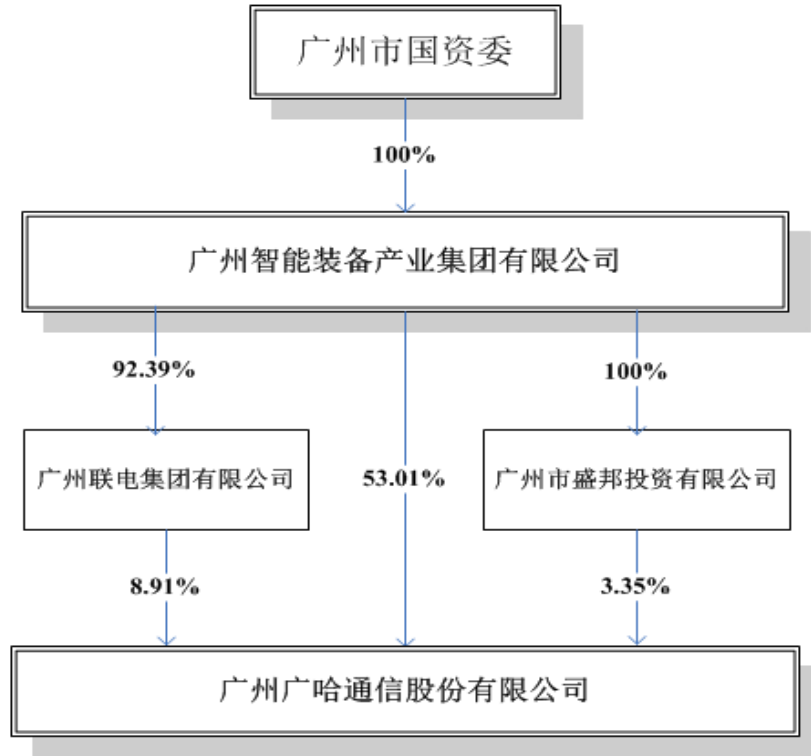 广州市国资委
100%
广州智能装备产业集团有限公司
92.39%
100%
广州联电集团有限公司
53.01%
广州市盛邦投资有限公司
8.91%
3.35%
广州广哈通信股份有限公司